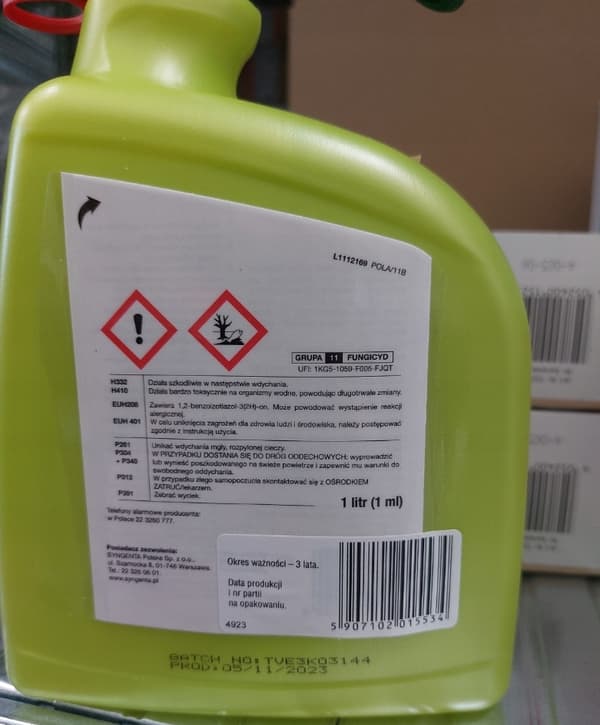 L1112169 POLA/11B
GRUPA 11 FUNGICYD
UFI: 1KG5-1059-F005-FJQT
H332 Działa szkodliwie w następstwie wdychania.
H410 Działa bardzo toksycznie na organizmy wodne, powodując długotrwałe zmiany.
EUH208 Zawiera 1,2-benzoizotiazol-3(2H)-on. Może powodować wystąpienie reakcji
alergicznej.
EUH 401 W celu uniknięcia zagrożeń dla zdrowia ludzi i środowiska, należy postępować
zgodnie z instrukcją użycia.
P261 Unikać wdychania mgły, rozpylonej cieczy.
P304 W PRZYPADKU DOSTANIA SIĘ DO DRÓG ODDECHOWYCH: wyprowadzić
+ P340 lub wynieść poszkodowanego na świeże powietrze i zapewnić mu warunki do
swobodnego oddychania.
P312 W przypadku złego samopoczucia skontaktować się z OŚRODKIEM
ZATRUĆ/lekarzem.
P391 Zebrać wyciek.
1 litr (1 ml)
Telefony alarmowe producenta:
w Polsce 22 3260 777.
Posiadacz zezwolenia:
SYNGENTA Polska Sp. z o.o.,
ul. Szamocka 8, 01-748 Warszawa
Tel.: 22 326 06 01.
www.syngenta.pl
Okres ważności – 3 lata.
Data produkcji
i nr partii
na opakowaniu.
4923
5 907102 015534
BATCH NO:TVE3K03144
PROD:05/11/2023